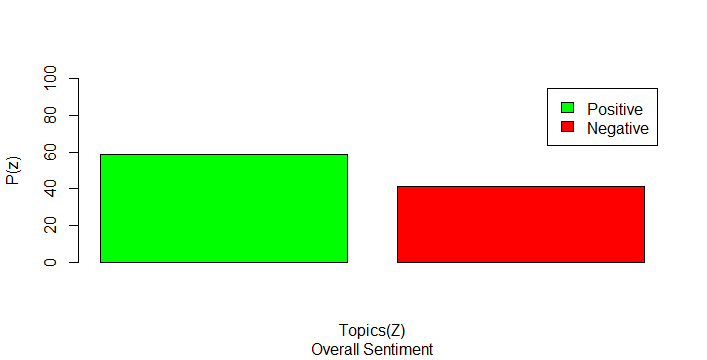 100
80
60
40
20
0
P(z)
Positive
Negative
Topics(Z)
Overall Sentiment